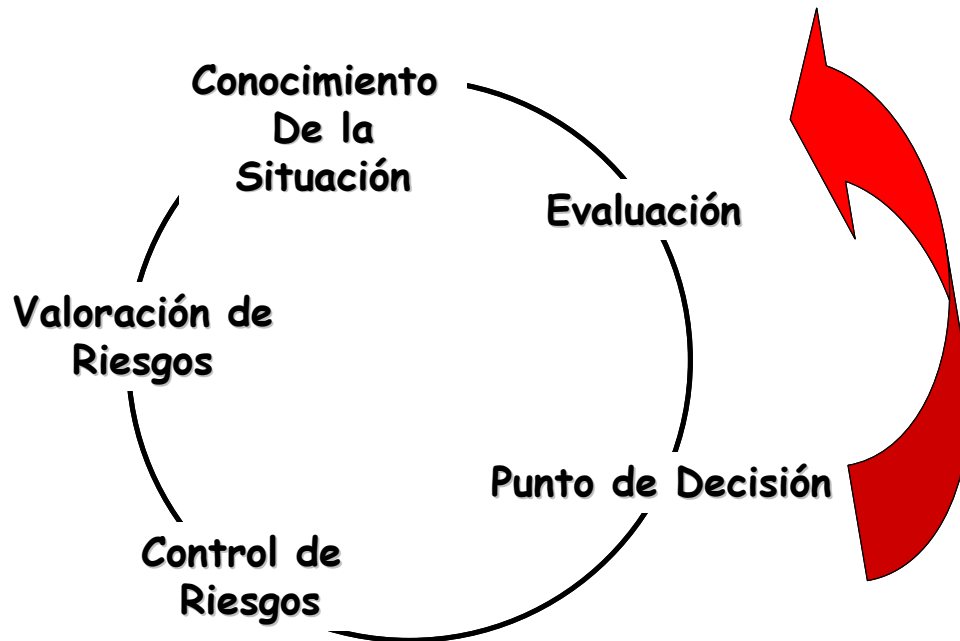 Conocimiento
De la
Situación
Evaluación
Valoración de
Riesgos
Punto de Decisión
Control de
Riesgos